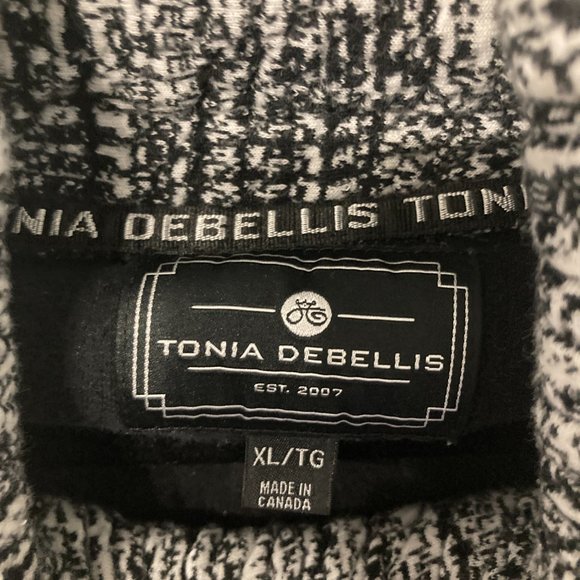 NIA DEBELLIS TONI
TONIA DEBELLIS
EST. 2007
XL/TG
MADE IN
CANADA